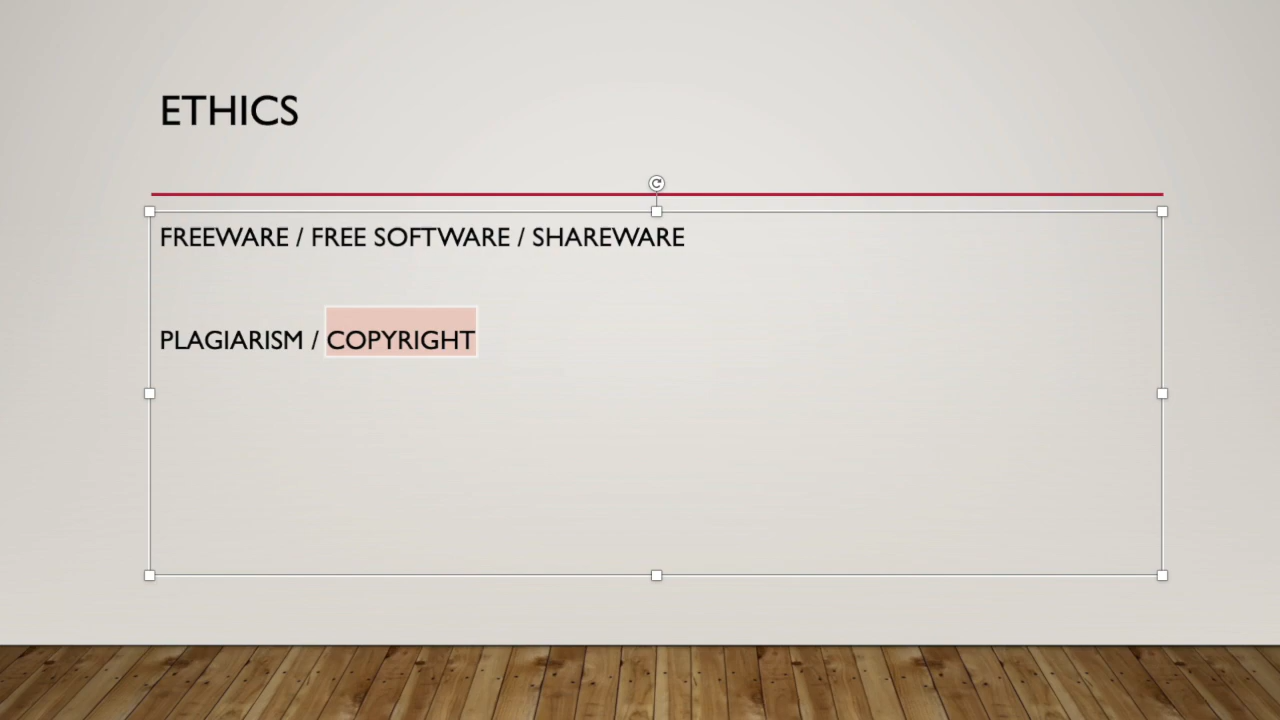 ETHICS
FREEWARE / FREE SOFTWARE / SHAREWARE
PLAGIARISM / COPYRIGHT